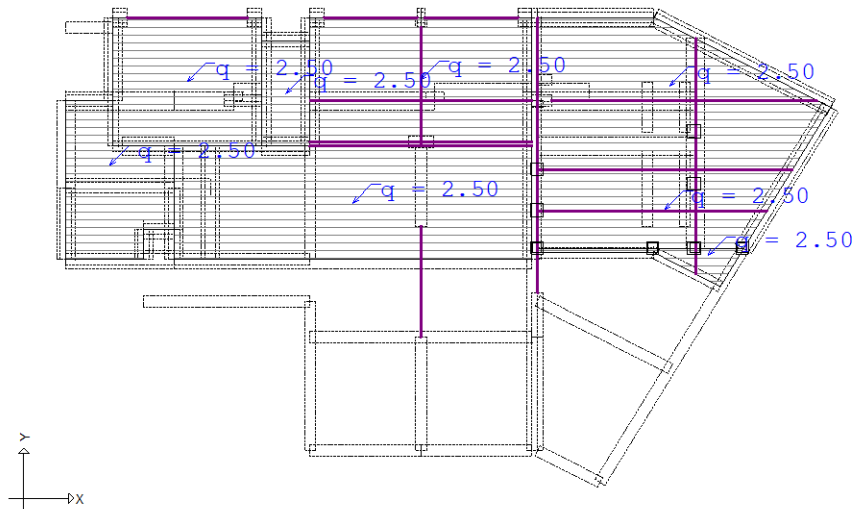 q = 2.50
q = 2.50
q = 2.50
q = 2.50
q = 2.50
q = 2.50
q = 2.50
q = 2.50
Y
X